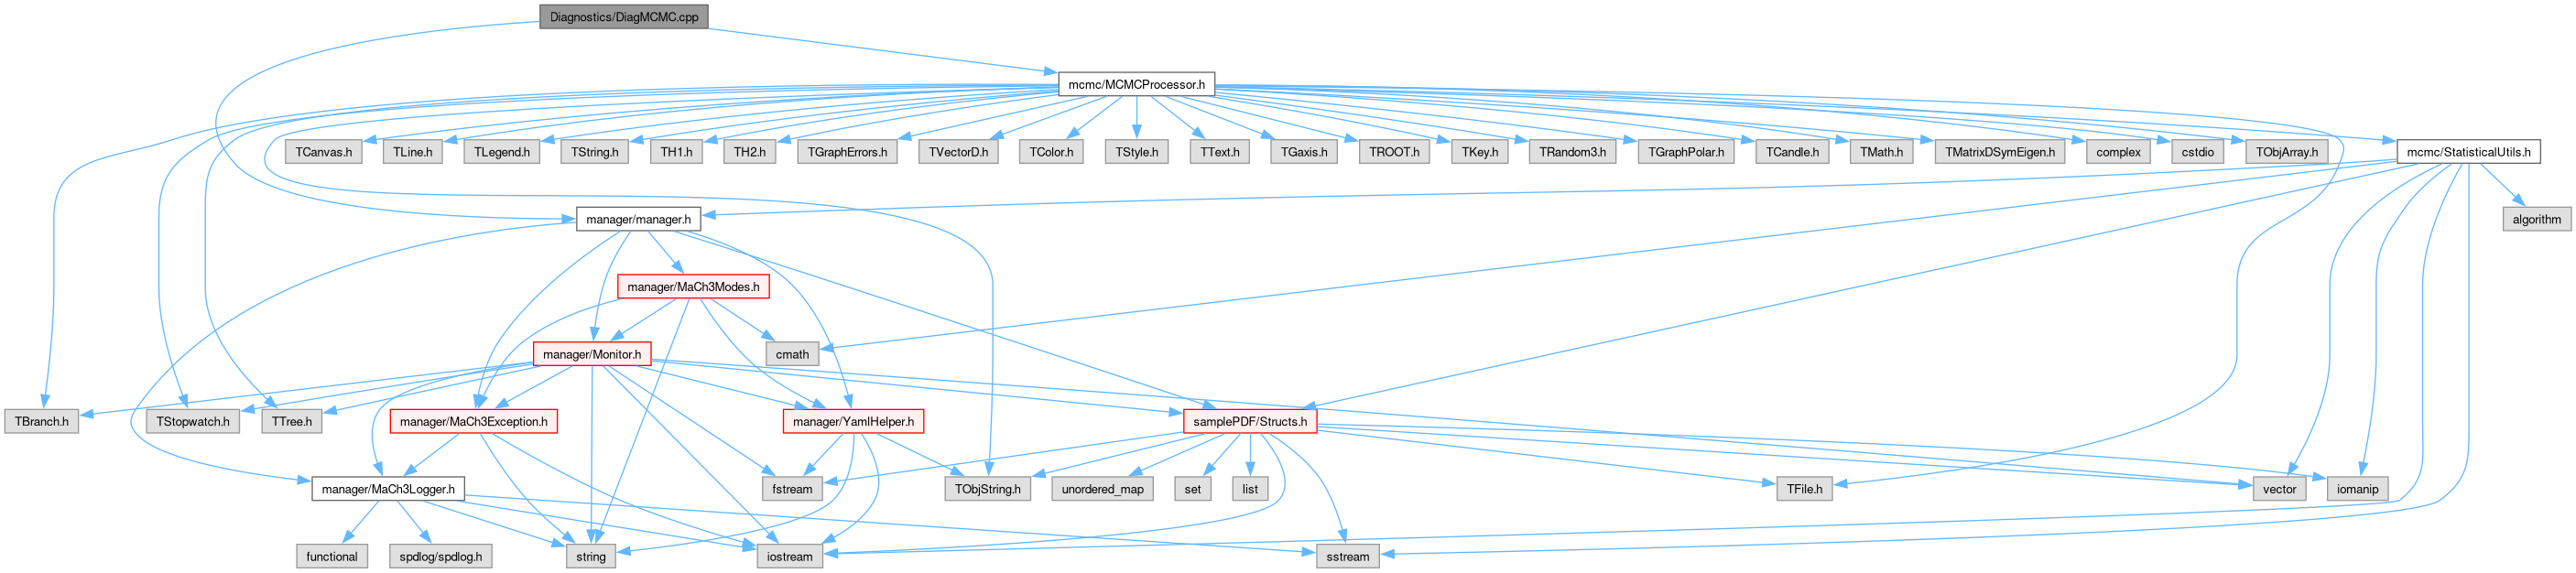 Diagnostics/DiagMCMC.cpp
mcmc/MCMCProcessor.h
TCanvas.h
TLine.h
TLegend.h
TString.h
TH1.h
TH2.h
TGraphErrors.h
TVectorD.h
TColor.h
TStyle.h
TText.h
TGaxis.h
TROOT.h
TKey.h
TRandom3.h
TGraphPolar.h
TCandle.h
TMath.h
TMatrixDSymEigen.h
complex
cstdio
TObjArray.h
mcmc/StatisticalUtils.h
manager/manager.h
algorithm
manager/MaCh3Modes.h
manager/Monitor.h
cmath
TBranch.h
TStopwatch.h
TTree.h
manager/MaCh3Exception.h
manager/YamlHelper.h
samplePDF/Structs.h
manager/MaCh3Logger.h
fstream
TObjString.h
unordered_map
set
list
TFile.h
vector
iomanip
functional
spdlog/spdlog.h
string
iostream
sstream